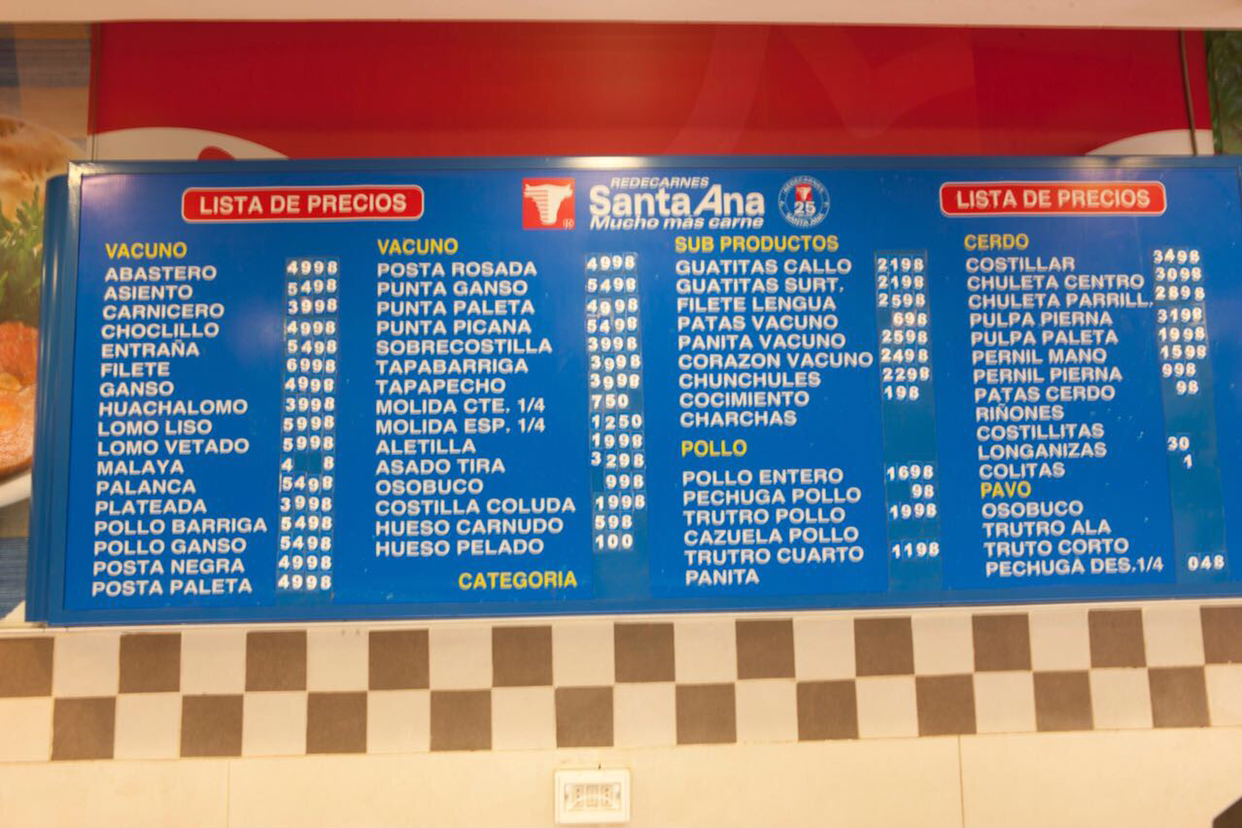 LISTA DE PRECIOS
VACUNO
ABASTERO 4998
ASIENTO 5498
CARNICERO 3998
CHOCLILLO 4998
ENTRAÑA 5498
FILETE 6998
GANSO 4998
HUACHALOMO 3998
LOMO LISO 5998
LOMO VETADO 5998
MALAYA 4 8
PALANCA 5498
PLATEADA 3998
POLLO BARRIGA 5498
POLLO GANSO 5498
POSTA NEGRA 4998
POSTA PALETA 4998
VACUNO
POSTA ROSADA 4998
PUNTA GANSO 5498
PUNTA PALETA 4998
PUNTA PICANA 5498
SOBRECOSTILLA 3998
TAPABARRIGA 3998
TAPAPECHO 3998
MOLIDA CTE. 1/4 750
MOLIDA ESP. 1/4 1250
ALETILLA 1998
ASADO TIRA 3298
OSOBUCO 998
COSTILLA COLUDA 1998
HUESO CARNUDO 598
HUESO PELADO 100
CATEGORIA
REDECARNES
Santa Ana
Mucho más carne
®
REDECARNES
25
SANTA ANA
SUB PRODUCTOS
GUATITAS CALLO 2198
GUATITAS SURT. 2198
FILETE LENGUA 2598
PATAS VACUNO 698
PANITA VACUNO 2598
CORAZON VACUNO 2498
CHUNCHULES 2298
COCIMIENTO 198
CHARCHAS
POLLO
POLLO ENTERO 1698
PECHUGA POLLO 98
TRUTRO POLLO 1998
CAZUELA POLLO
TRUTRO CUARTO 1198
PANITA
LISTA DE PRECIOS
CERDO
COSTILLAR 3498
CHULETA CENTRO 3098
CHULETA PARRILL. 2898
PULPA PIERNA 3198
PULPA PALETA 1998
PERNIL MANO 1598
PERNIL PIERNA 998
PATAS CERDO 98
RIÑONES
COSTILLITAS
LONGANIZAS 30
COLITAS 1
PAVO
OSOBUCO
TRUTRO ALA
TRUTO CORTO
PECHUGA DES.1/4 048